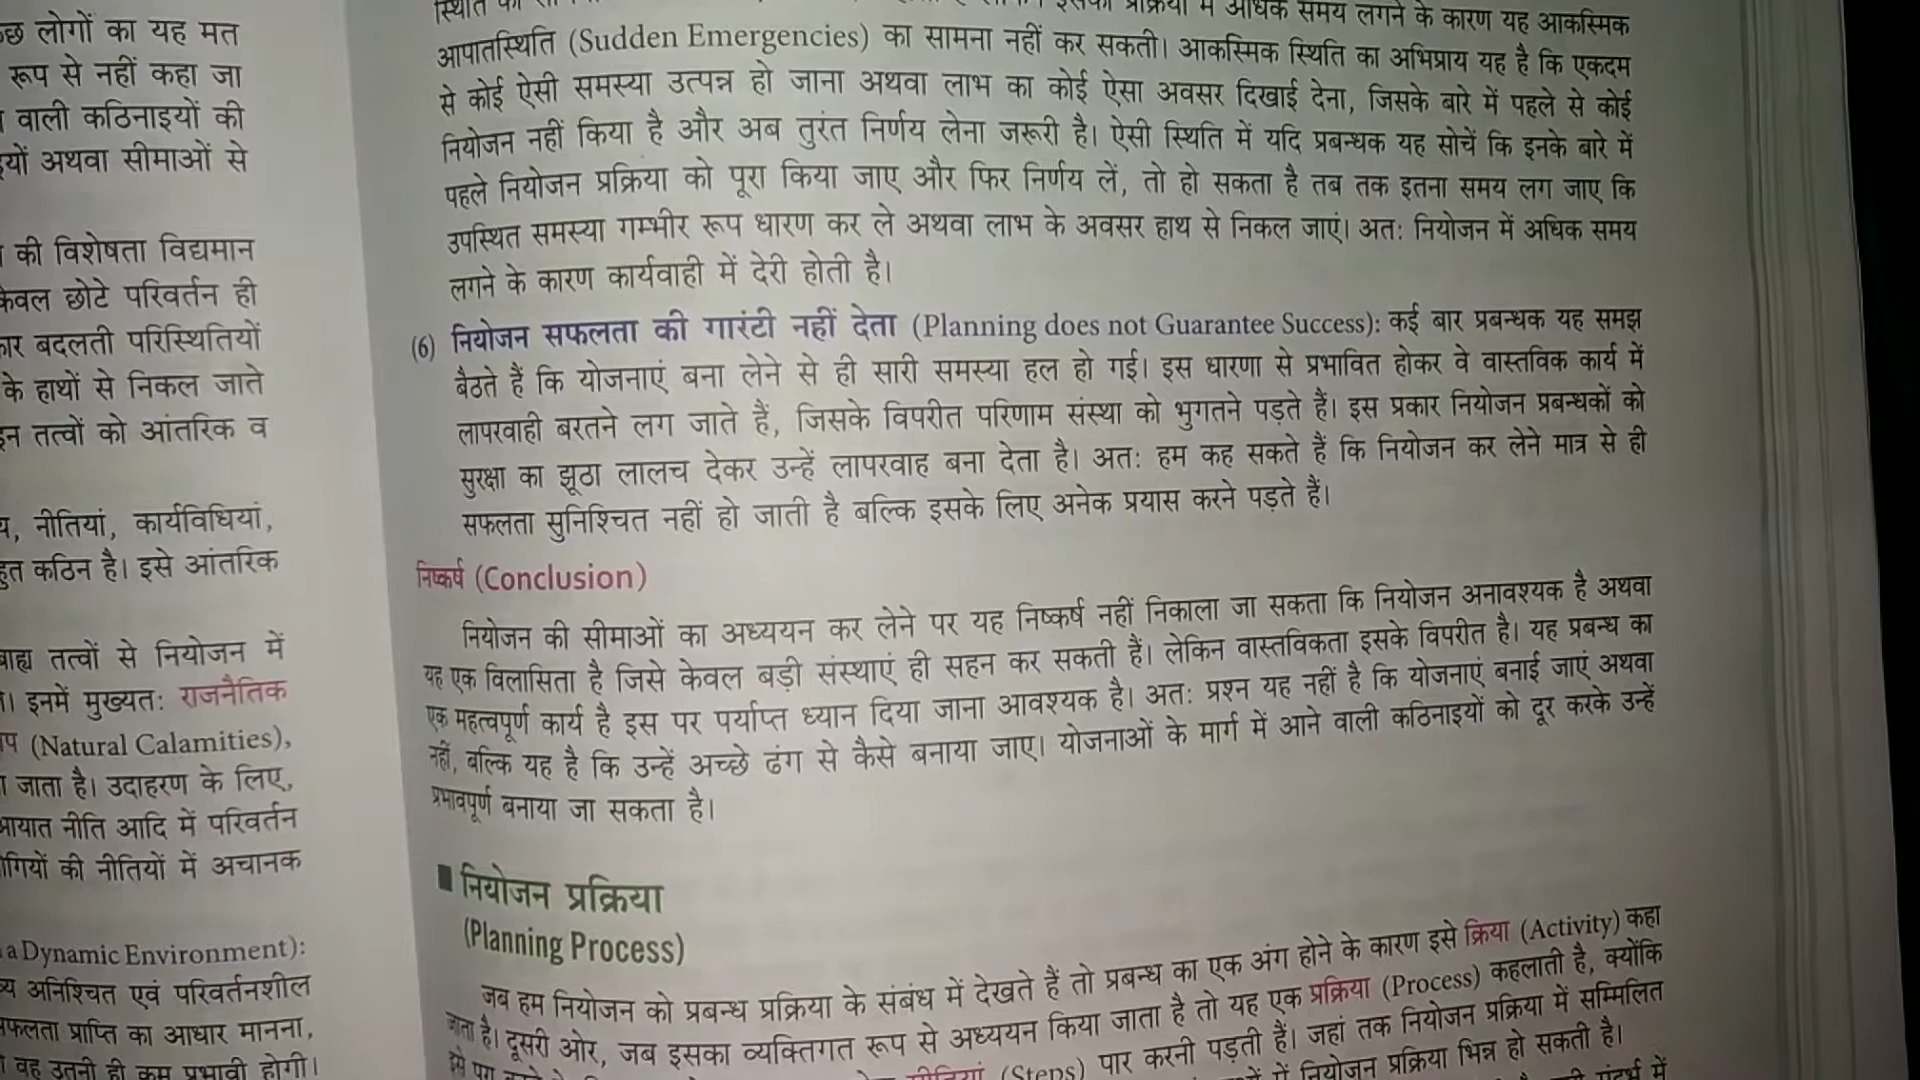 छ लोगों का यह मत
रूप से नहीं कहा जा
वाली कठिनाइयों की
यों अथवा सीमाओं से
की विशेषता विद्यमान
केवल छोटे परिवर्तन ही
बदलती परिस्थितियों
के हाथों से निकल जाते
तत्वों को आंतरिक व
नीतियां, कार्यविधियां,
कठिन है। इसे आंतरिक
बाह्य तत्वों से नियोजन में
इनमें मुख्यतः राजनैतिक
(Natural Calamities),
जाता है। उदाहरण के लिए,
आयात नीति आदि में परिवर्तन
की नीतियों में अचानक
a Dynamic Environment):
अनिश्चित एवं परिवर्तनशील
सफलता प्राप्ति का आधार मानना,
वह उतनी ही कम प्रभावी होगी।
स्थिति में अधिक समय लगने के कारण यह आकस्मिक
आपातस्थिति (Sudden Emergencies) का सामना नहीं कर सकती। आकस्मिक स्थिति का अभिप्राय यह है कि एकदम
से कोई ऐसी समस्या उत्पन्न हो जाना अथवा लाभ का कोई ऐसा अवसर दिखाई देना, जिसके बारे में पहले से कोई
नियोजन नहीं किया है और अब तुरंत निर्णय लेना जरूरी है। ऐसी स्थिति में यदि प्रबन्धक यह सोचें कि इनके बारे में
पहले नियोजन प्रक्रिया को पूरा किया जाए और फिर निर्णय लें, तो हो सकता है तब तक इतना समय लग जाए कि
उपस्थित समस्या गम्भीर रूप धारण कर ले अथवा लाभ के अवसर हाथ से निकल जाएं। अतः नियोजन में अधिक समय
लगने के कारण कार्यवाही में देरी होती है।
(6) नियोजन सफलता की गारंटी नहीं देता (Planning does not Guarantee Success): कई बार प्रबन्धक यह समझ
बैठते हैं कि योजनाएं बना लेने से ही सारी समस्या हल हो गई। इस धारणा से प्रभावित होकर वे वास्तविक कार्य में
लापरवाही बरतने लग जाते हैं, जिसके विपरीत परिणाम संस्था को भुगतने पड़ते हैं। इस प्रकार नियोजन प्रबन्धकों को
सुरक्षा का झूठा लालच देकर उन्हें लापरवाह बना देता है। अतः हम कह सकते हैं कि नियोजन कर लेने मात्र से ही
सफलता सुनिश्चित नहीं हो जाती है बल्कि इसके लिए अनेक प्रयास करने पड़ते हैं।
निष्कर्ष (Conclusion)
नियोजन की सीमाओं का अध्ययन कर लेने पर यह निष्कर्ष नहीं निकाला जा सकता कि नियोजन अनावश्यक है अथवा
यह एक विलासिता है जिसे केवल बड़ी संस्थाएं ही सहन कर सकती हैं। लेकिन वास्तविकता इसके विपरीत है। यह प्रबन्ध का
एक महत्वपूर्ण कार्य है इस पर पर्याप्त ध्यान दिया जाना आवश्यक है। अतः प्रश्न यह नहीं है कि योजनाएं बनाई जाएं अथवा
नहीं, बल्कि यह है कि उन्हें अच्छे ढंग से कैसे बनाया जाए। योजनाओं के मार्ग में आने वाली कठिनाइयों को दूर करके उन्हें
प्रभावपूर्ण बनाया जा सकता है।
नियोजन प्रक्रिया
(Planning Process)
जब हम नियोजन को प्रबन्ध प्रक्रिया के संबंध में देखते हैं तो प्रबन्ध का एक अंग होने के कारण इसे क्रिया (Activity) कहा
जाता है। दूसरी ओर, जब इसका व्यक्तिगत रूप से अध्ययन किया जाता है तो यह एक प्रक्रिया (Process) कहलाती है, क्योंकि
इसे (Steps) पार करनी पड़ती हैं। जहां तक नियोजन प्रक्रिया में सम्मिलित
में नियोजन प्रक्रिया भिन्न हो सकती है।